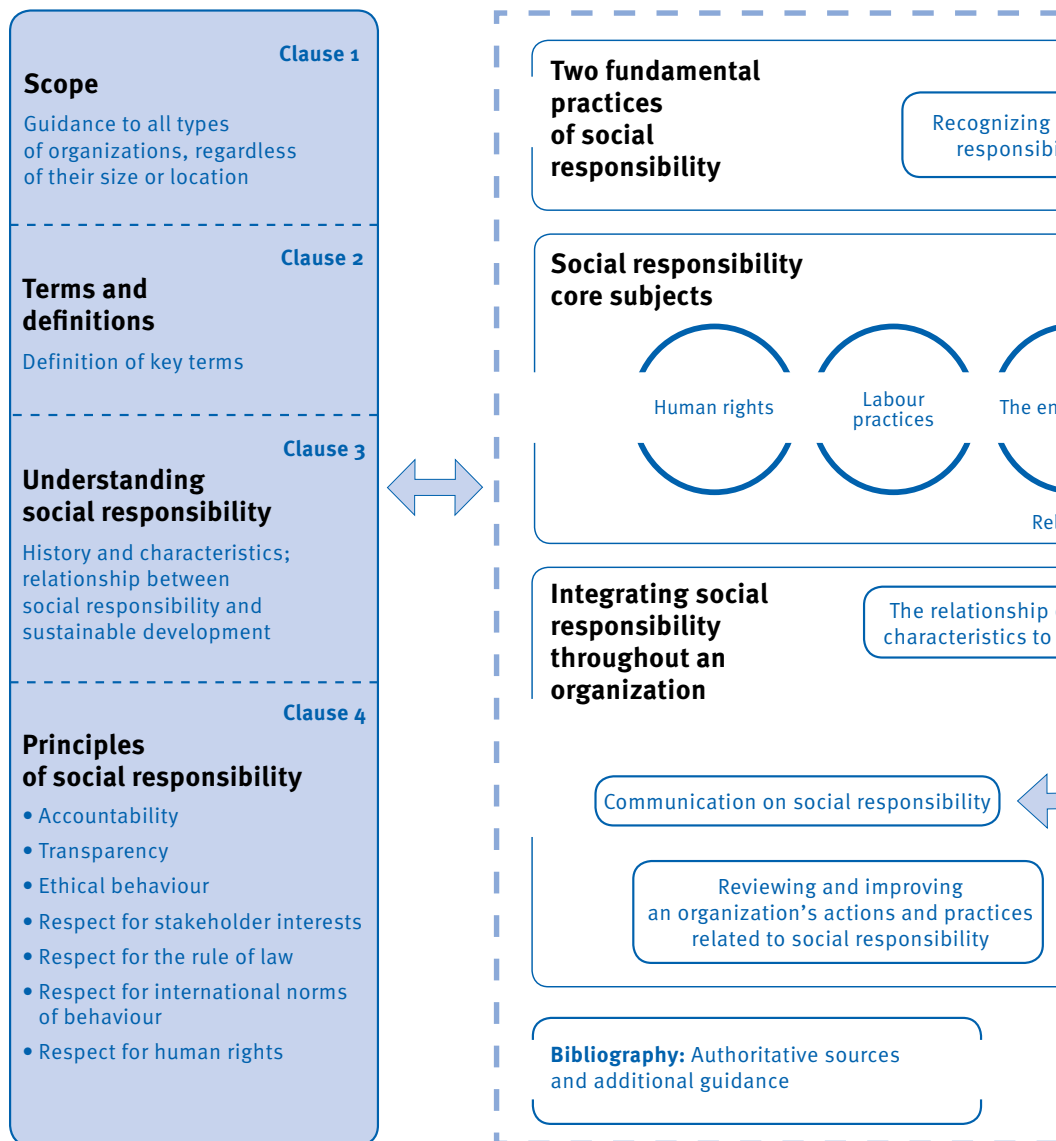 Clause 1
Scope
Guidance to all types
of organizations, regardless
of their size or location
Clause 2
Terms and
definitions
Definition of key terms
Clause 3
Understanding
social responsibility
History and characteristics;
relationship between
social responsibility and
sustainable development
Clause 4
Principles
of social responsibility
• Accountability
• Transparency
• Ethical behaviour
• Respect for stakeholder interests
• Respect for the rule of law
• Respect for international norms
of behaviour
• Respect for human rights
Two fundamental
practices
of social
responsibility
Recognizing
Social responsibility
core subjects
Human rights
Labour
practices
The
Integrating social
responsibility
throughout an
organization
The relationship
characteristics to
Communication on social responsibility
Reviewing and improving
an organization's actions and practices
related to social responsibility
Bibliography: Authoritative sources
and additional guidance